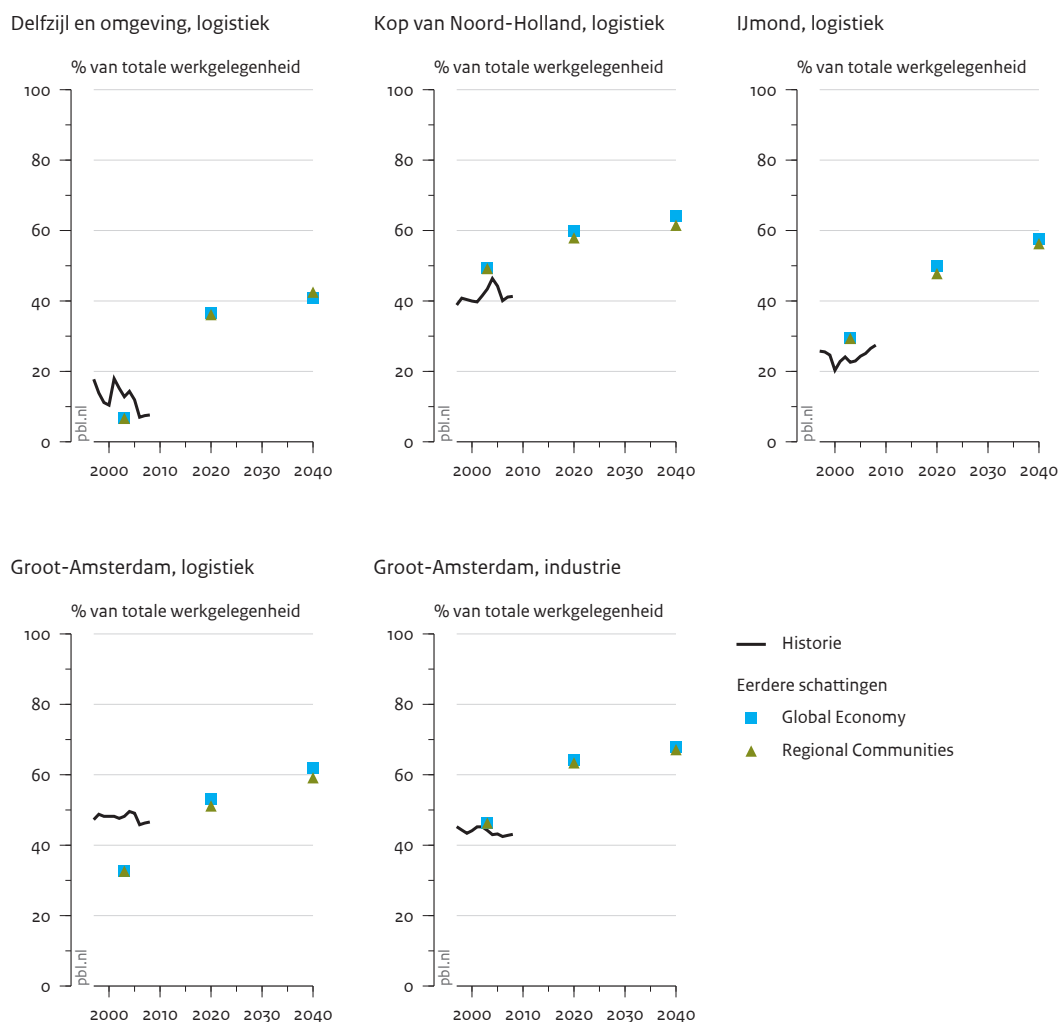 Delfzijl en omgeving, logistiek
% van totale werkgelegenheid
100
80
60
40
20
0
pbl.nl
2000 2010 2020 2030 2040
Kop van Noord-Holland, logistiek
% van totale werkgelegenheid
100
80
60
40
20
0
pbl.nl
2000 2010 2020 2030 2040
IJmond, logistiek
% van totale werkgelegenheid
100
80
60
40
20
0
pbl.nl
2000 2010 2020 2030 2040
Groot-Amsterdam, logistiek
% van totale werkgelegenheid
100
80
60
40
20
0
pbl.nl
2000 2010 2020 2030 2040
Groot-Amsterdam, industrie
% van totale werkgelegenheid
100
80
60
40
20
0
pbl.nl
2000 2010 2020 2030 2040
Historie
Eerdere schattingen
Global Economy
Regional Communities